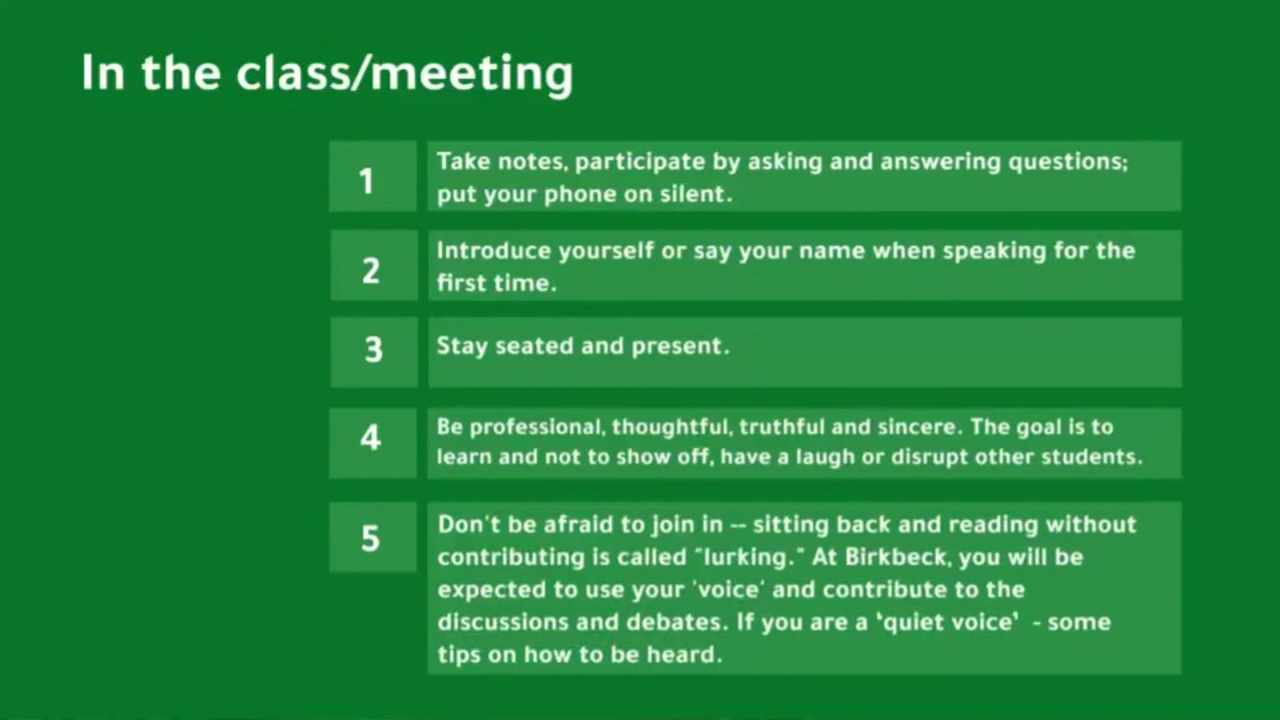 In the class/meeting
1
Take notes, participate by asking and answering questions;
put your phone on silent.
2
Introduce yourself or say your name when speaking for the
first time.
3
Stay seated and present.
4
Be professional, thoughtful, truthful and sincere. The goal is to
learn and not to show off, have a laugh or disrupt other students.
5
Don't be afraid to join in -- sitting back and reading without
contributing is called "lurking." At Birkbeck, you will be
expected to use your 'voice' and contribute to the
discussions and debates. If you are a ‘quiet voice’ - some
tips on how to be heard.